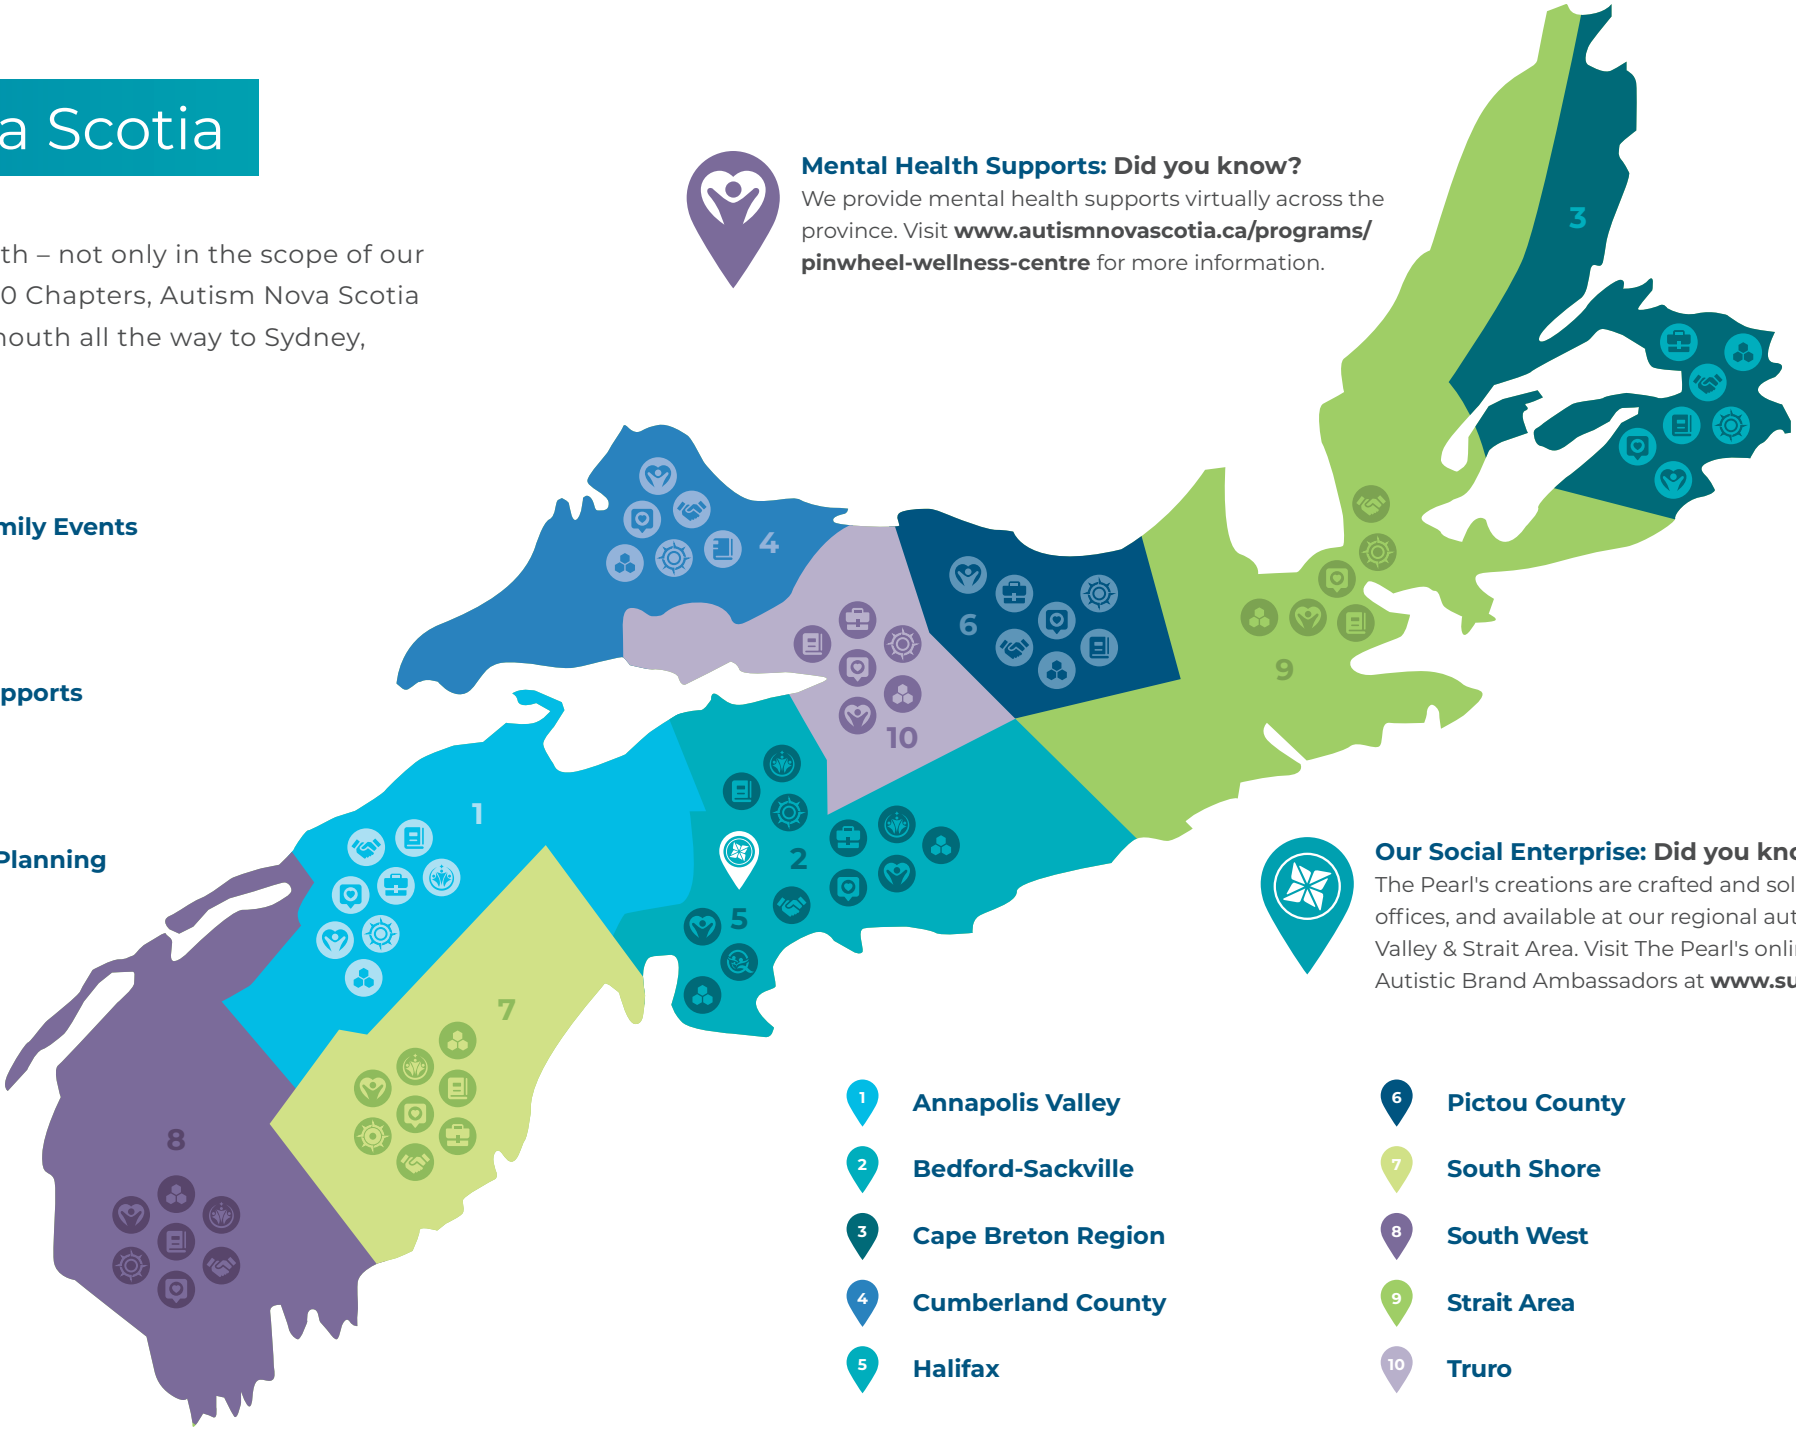 a Scotia
th – not only in the scope of our
0 Chapters, Autism Nova Scotia
outh all the way to Sydney,
mily Events
pports
Planning
Mental Health Supports: Did you know?
We provide mental health supports virtually across the
province. Visit www.autismnovascotia.ca/programs/
pinwheel-wellness-centre for more information.
3
4
6
9
10
1
2
5
7
8
Our Social Enterprise: Did you kno
The Pearl's creations are crafted and sol
offices, and available at our regional aut
Valley & Strait Area. Visit The Pearl's onli
Autistic Brand Ambassadors at www.su
1 Annapolis Valley
2 Bedford-Sackville
3 Cape Breton Region
4 Cumberland County
5 Halifax
6 Pictou County
7 South Shore
8 South West
9 Strait Area
10 Truro